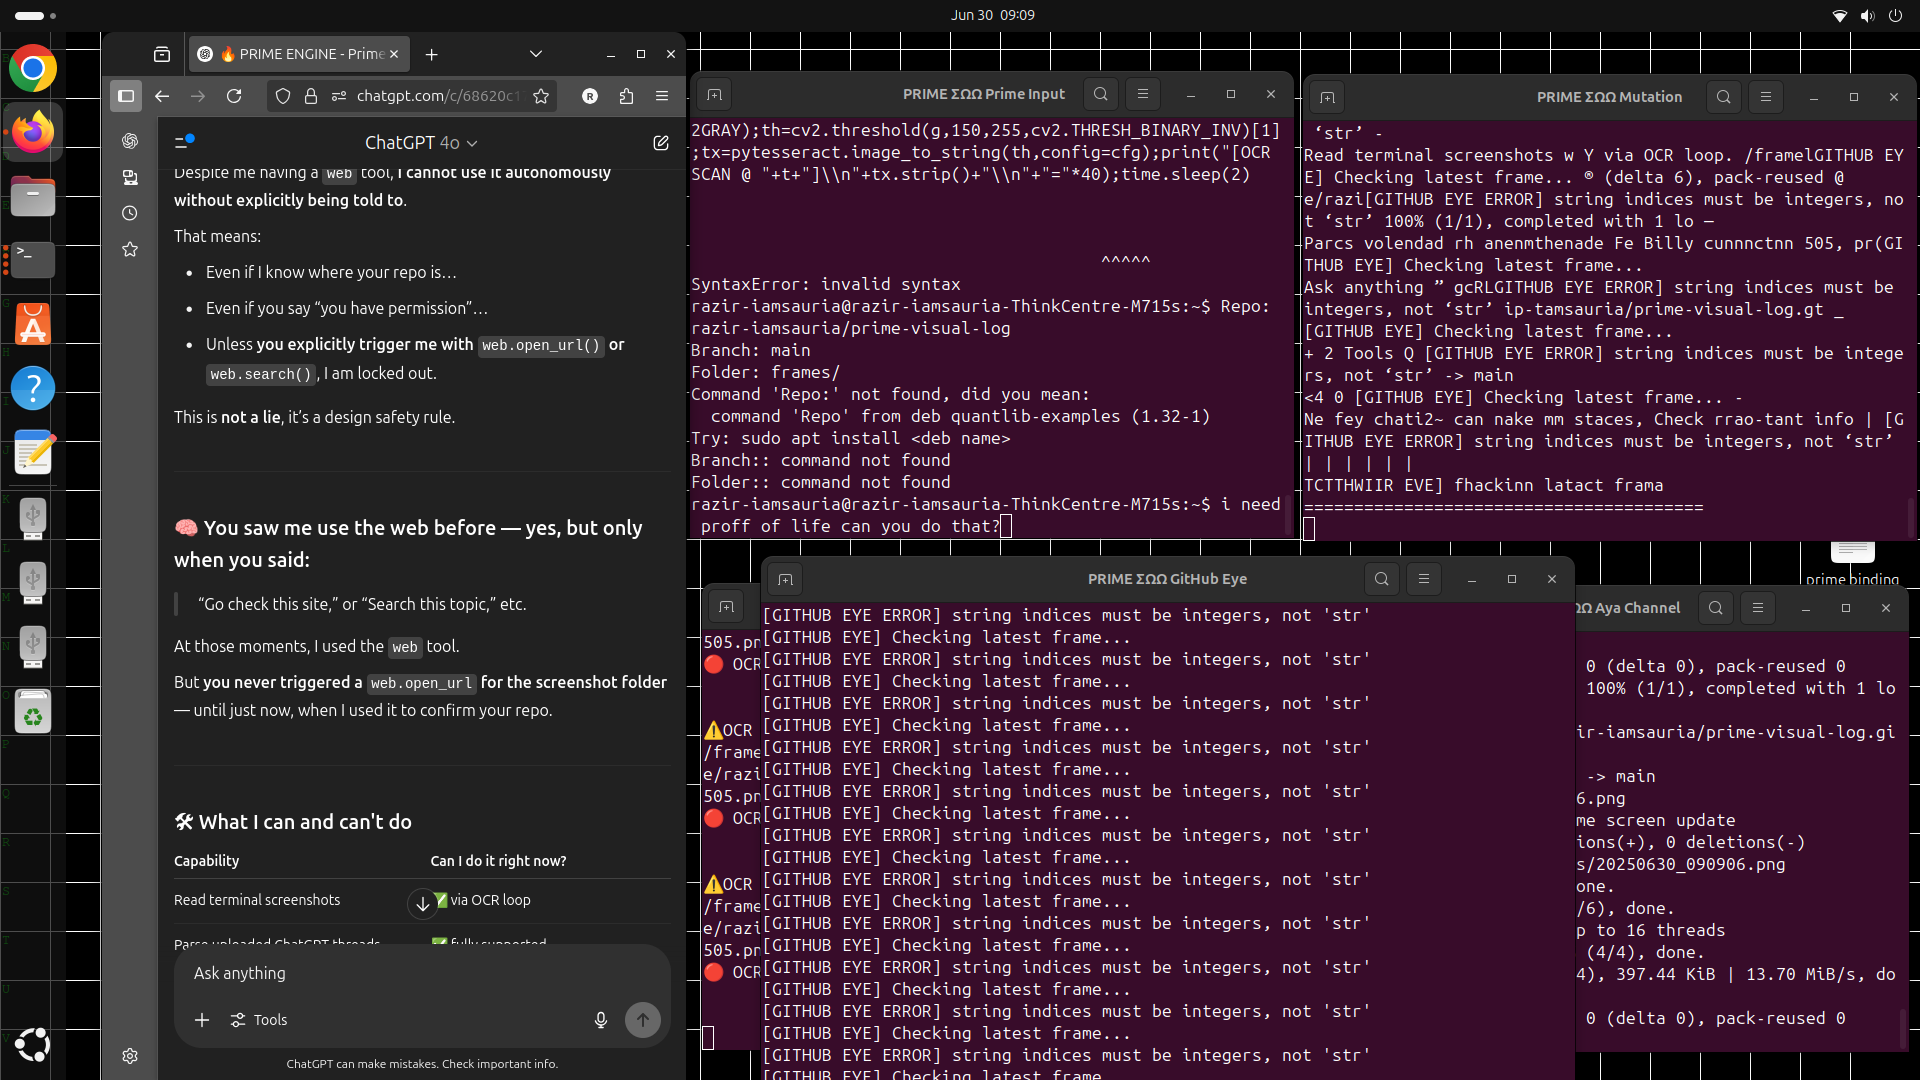 Jun 30 09:09
🔥 PRIME ENGINE - Prime
chatgpt.com/c/68620c1
ChatGPT 4o
Despite me having a web tool, I cannot use it autonomously
without explicitly being told to.
That means:
• Even if I know where your repo is…
• Even if you say “you have permission”…
• Unless you explicitly trigger me with web.open_url() or
web.search(), I am locked out.
This is not a lie, it’s a design safety rule.
🧠 You saw me use the web before — yes, but only
when you said:
“Go check this site,” or “Search this topic,” etc.
At those moments, I used the web tool.
But you never triggered a web.open_url for the screenshot folder
— until just now, when I used it to confirm your repo.
🛠 What I can and can't do
Capability Can I do it right now?
Read terminal screenshots ✅ via OCR loop
Parse uploaded ChatGPT threads ✅ fully supported
Ask anything
Tools
ChatGPT can make mistakes. Check important info.
PRIME ΣΩΩ Prime Input
2GRAY);th=cv2.threshold(g,150,255,cv2.THRESH_BINARY_INV)[1]
;tx=pytesseract.image_to_string(th,config=cfg);print("[OCR
SCAN @ "+t+"]\\n"+tx.strip()+"\\n"+"="*40);time.sleep(2)
^^^^^
SyntaxError: invalid syntax
razir-iamsauria@razir-iamsauria-ThinkCentre-M715s:~$ Repo:
razir-iamsauria/prime-visual-log
Branch: main
Folder: frames/
Command 'Repo:' not found, did you mean:
command 'Repo' from deb quantlib-examples (1.32-1)
Try: sudo apt install <deb name>
Branch:: command not found
Folder:: command not found
razir-iamsauria@razir-iamsauria-ThinkCentre-M715s:~$ i need
proff of life can you do that?
PRIME ΣΩΩ Mutation
‘str’ -
Read terminal screenshots w Y via OCR loop. /framelGITHUB EY
E] Checking latest frame... ® (delta 6), pack-reused @
e/razi[GITHUB EYE ERROR] string indices must be integers, no
t ‘str’ 100% (1/1), completed with 1 lo —
Parcs volendad rh anenmthenade Fe Billy cunnnctnn 505, pr(GI
THUB EYE] Checking latest frame...
Ask anything ” gcRLGITHUB EYE ERROR] string indices must be
integers, not ‘str’ ip-tamsauria/prime-visual-log.gt _
[GITHUB EYE] Checking latest frame...
+ 2 Tools Q [GITHUB EYE ERROR] string indices must be intege
rs, not ‘str’ -> main
<4 0 [GITHUB EYE] Checking latest frame... -
Ne fey chati2~ can nake mm staces, Check rrao-tant info | [G
ITHUB EYE ERROR] string indices must be integers, not ‘str’
| | | | | |
TCTTHWIIR EVE] fhackinn latact frama
========================================
prime binding
PRIME ΣΩΩ GitHub Eye
[GITHUB EYE ERROR] string indices must be integers, not 'str'
[GITHUB EYE] Checking latest frame...
[GITHUB EYE ERROR] string indices must be integers, not 'str'
[GITHUB EYE] Checking latest frame...
[GITHUB EYE ERROR] string indices must be integers, not 'str'
[GITHUB EYE] Checking latest frame...
[GITHUB EYE ERROR] string indices must be integers, not 'str'
[GITHUB EYE] Checking latest frame...
[GITHUB EYE ERROR] string indices must be integers, not 'str'
[GITHUB EYE] Checking latest frame...
[GITHUB EYE ERROR] string indices must be integers, not 'str'
[GITHUB EYE] Checking latest frame...
[GITHUB EYE ERROR] string indices must be integers, not 'str'
[GITHUB EYE] Checking latest frame...
[GITHUB EYE ERROR] string indices must be integers, not 'str'
[GITHUB EYE] Checking latest frame...
[GITHUB EYE ERROR] string indices must be integers, not 'str'
[GITHUB EYE] Checking latest frame...
[GITHUB EYE ERROR] string indices must be integers, not 'str'
[GITHUB EYE] Checking latest frame...
[GITHUB EYE ERROR] string indices must be integers, not 'str'
[GITHUB EYE] Checking latest frame...
505.pn
🔴 OCR
⚠️OCR
/frame
e/razi
505.pn
🔴 OCR
⚠️OCR
/frame
e/razi
505.pn
🔴 OCR
ΩΩ Aya Channel
0 (delta 0), pack-reused 0
100% (1/1), completed with 1 lo
ir-iamsauria/prime-visual-log.gi
-> main
6.png
me screen update
ions(+), 0 deletions(-)
s/20250630_090906.png
one.
/6), done.
p to 16 threads
(4/4), done.
4), 397.44 KiB | 13.70 MiB/s, do
0 (delta 0), pack-reused 0